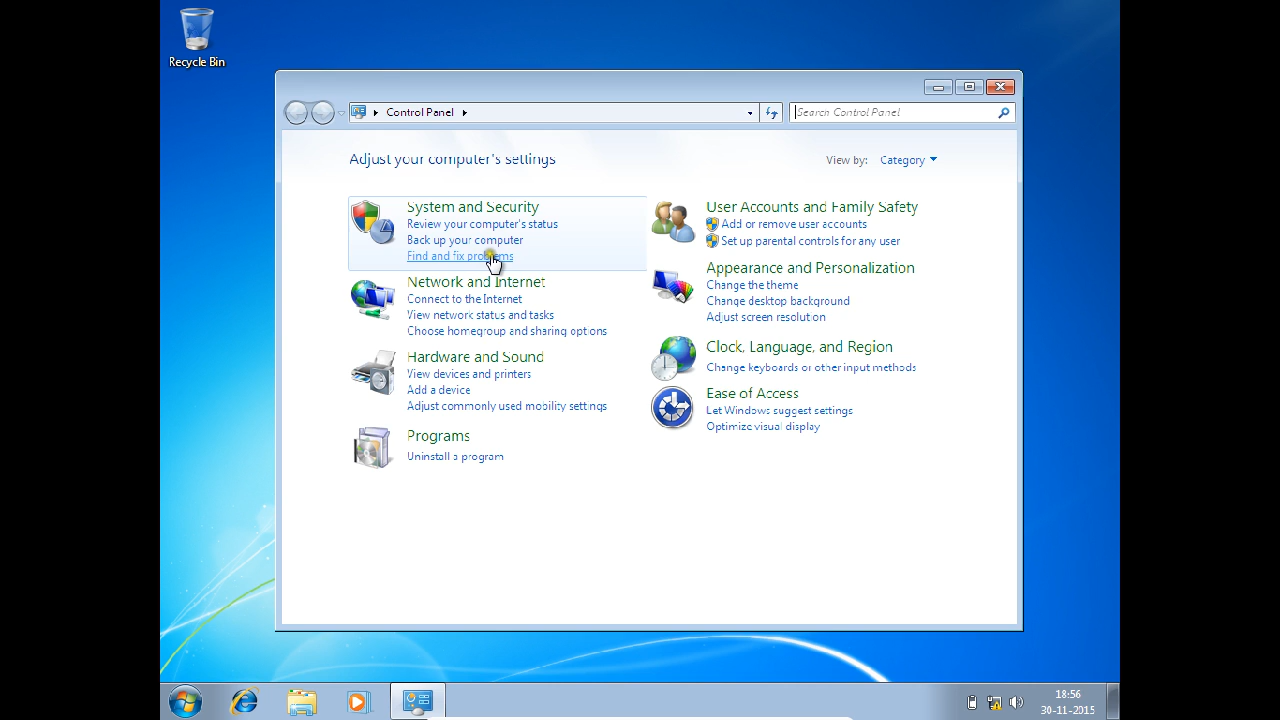 Recycle Bin
Control Panel
Search Control Panel
Adjust your computer's settings
View by: Category
System and Security
Review your computer's status
Back up your computer
Find and fix problems
Network and Internet
Connect to the Internet
View network status and tasks
Choose homegroup and sharing options
Hardware and Sound
View devices and printers
Add a device
Adjust commonly used mobility settings
Programs
Uninstall a program
User Accounts and Family Safety
Add or remove user accounts
Set up parental controls for any user
Appearance and Personalization
Change the theme
Change desktop background
Adjust screen resolution
Clock, Language, and Region
Change keyboards or other input methods
Ease of Access
Let Windows suggest settings
Optimize visual display
18:56
30-11-2015